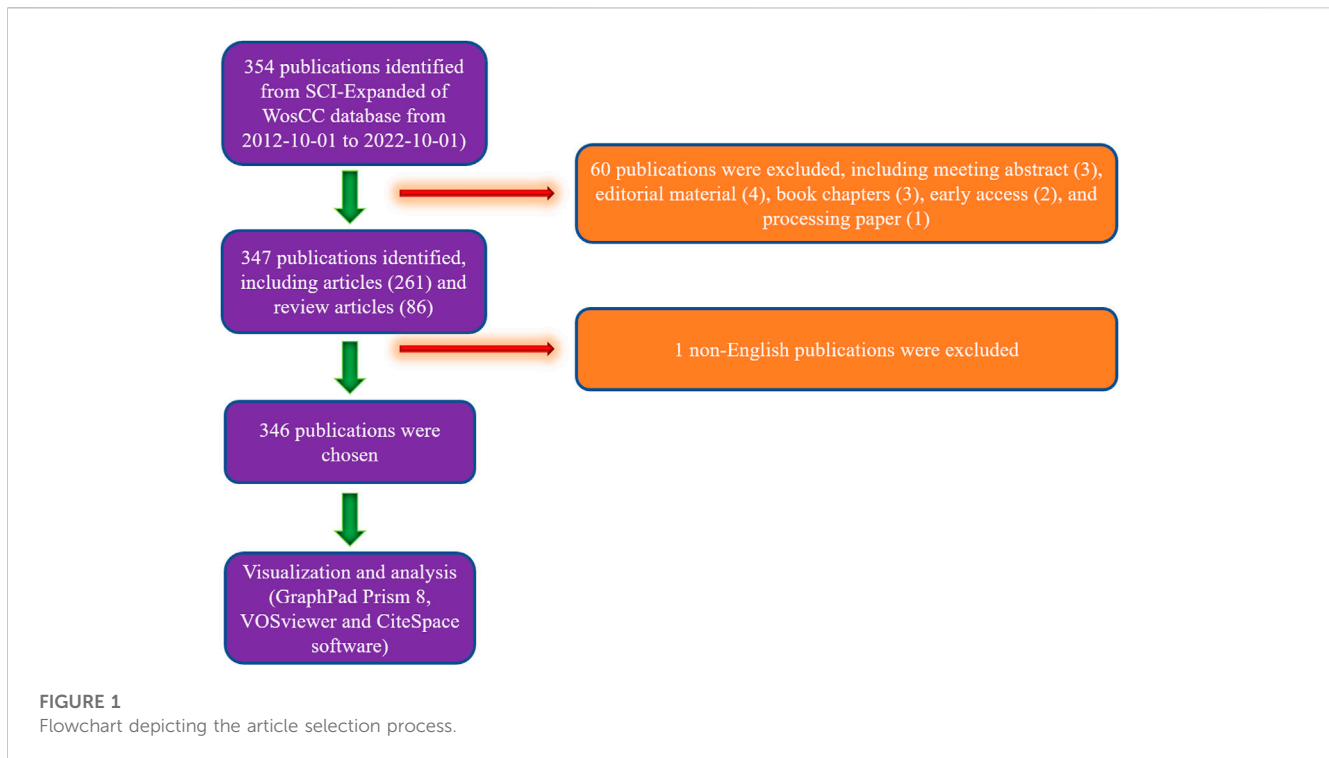 354 publications identified
from SCI-Expanded of
WosCC database from
2012-10-01 to 2022-10-01)
60 publications were excluded, including meeting abstract (3),
editorial material (4), book chapters (3), early access (2), and
processing paper (1)
347 publications identified,
including articles (261) and
review articles (86)
1 non-English publications were excluded
346 publications were
chosen
Visualization and analysis
(GraphPad Prism 8,
VOSviewer and CiteSpace
software)
FIGURE 1
Flowchart depicting the article selection process.